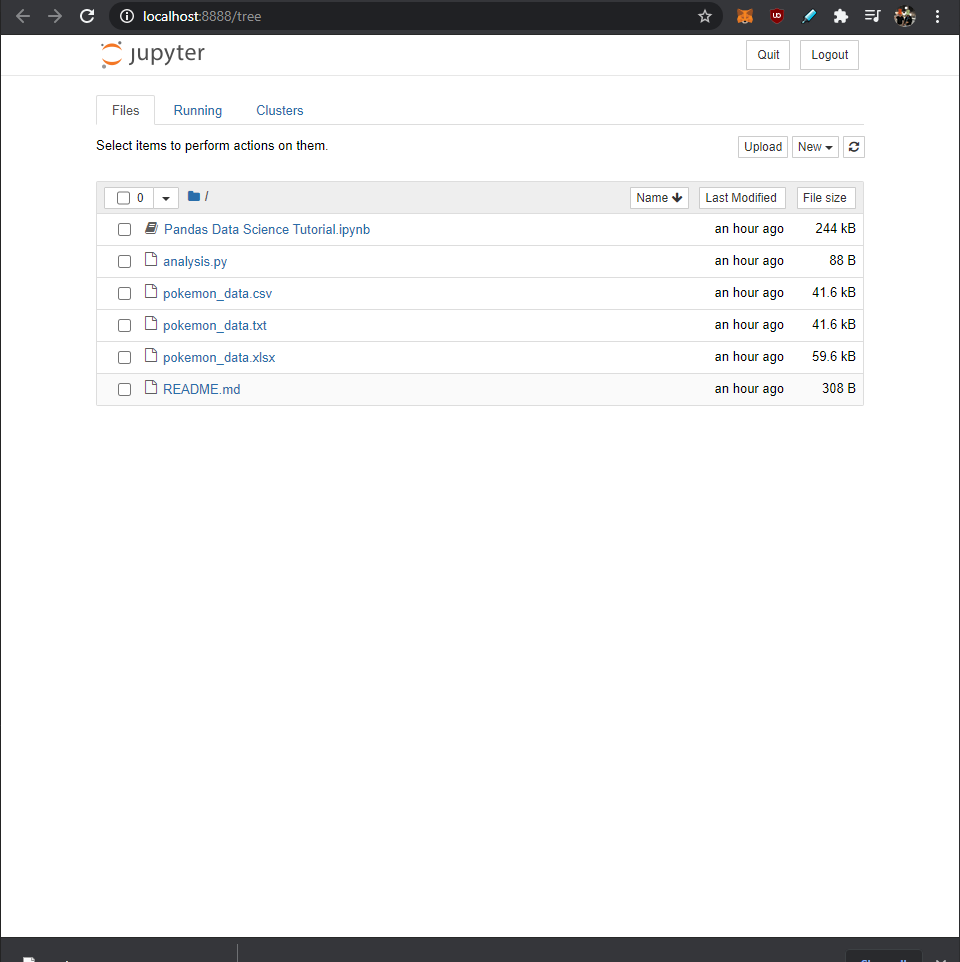 localhost:8888/tree
UD
jupyter
Quit Logout
Files Running Clusters
Select items to perform actions on them.
Upload New
0 / Name Last Modified File size
Pandas Data Science Tutorial.ipynb an hour ago 244 kB
analysis.py an hour ago 88 B
pokemon_data.csv an hour ago 41.6 kB
pokemon_data.txt an hour ago 41.6 kB
pokemon_data.xlsx an hour ago 59.6 kB
README.md an hour ago 308 B